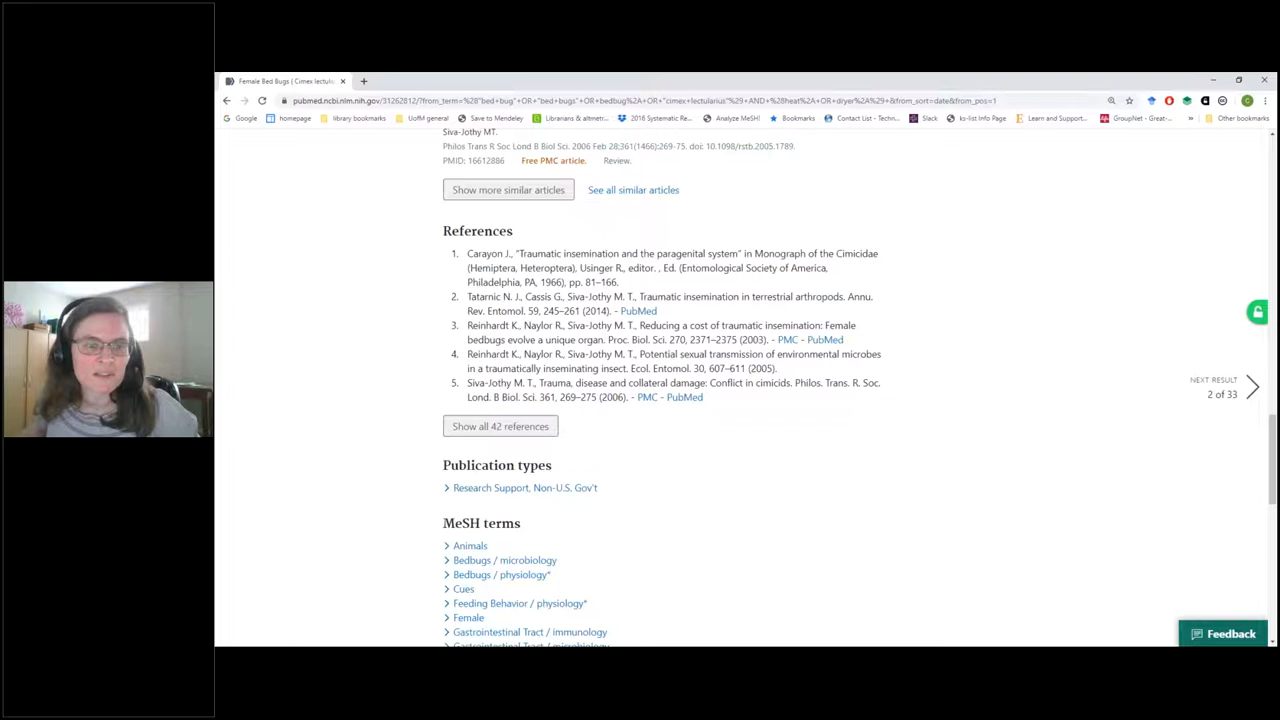 Female Bed Bugs ( Cimex lectul
pubmed.ncbi.nlm.nih.gov/31262812/?from_term=%28"bed+bug"+OR+"bed+bugs"+OR+bedbug%2A+OR+"cimex+lectularius"%29+AND+%28heat%2A+OR+dryer%2A%29+&from_sort=date&from_pos=1
Google homepage library bookmarks UofM general Save to Mendeley Librarians & altmetr... 2016 Systematic Re... Analyze MeSH! Bookmarks Contact List - Techn... Slack ks-list Info Page Learn and Support... GroupNet - Great-... » Other bookmarks
Siva-Jothy MT.
Philos Trans R Soc Lond B Biol Sci. 2006 Feb 28;361(1466):269-75. doi: 10.1098/rstb.2005.1789.
PMID: 16612886 Free PMC article. Review.
Show more similar articles See all similar articles
References
1. Carayon J., "Traumatic insemination and the paragenital system" in Monograph of the Cimicidae
(Hemiptera, Heteroptera), Usinger R., editor. , Ed. (Entomological Society of America,
Philadelphia, PA, 1966), pp. 81–166.
2. Tatarnic N. J., Cassis G., Siva-Jothy M. T., Traumatic insemination in terrestrial arthropods. Annu.
Rev. Entomol. 59, 245–261 (2014). - PubMed
3. Reinhardt K., Naylor R., Siva-Jothy M. T., Reducing a cost of traumatic insemination: Female
bedbugs evolve a unique organ. Proc. Biol. Sci. 270, 2371–2375 (2003). - PMC - PubMed
4. Reinhardt K., Naylor R., Siva-Jothy M. T., Potential sexual transmission of environmental microbes
in a traumatically inseminating insect. Ecol. Entomol. 30, 607–611 (2005).
5. Siva-Jothy M. T., Trauma, disease and collateral damage: Conflict in cimicids. Philos. Trans. R. Soc.
Lond. B Biol. Sci. 361, 269–275 (2006). - PMC - PubMed
NEXT RESULT
2 of 33
Show all 42 references
Publication types
Research Support, Non-U.S. Gov't
MeSH terms
Animals
Bedbugs / microbiology
Bedbugs / physiology*
Cues
Feeding Behavior / physiology*
Female
Gastrointestinal Tract / immunology
Gastrointestinal Tract / microbiology
Feedback